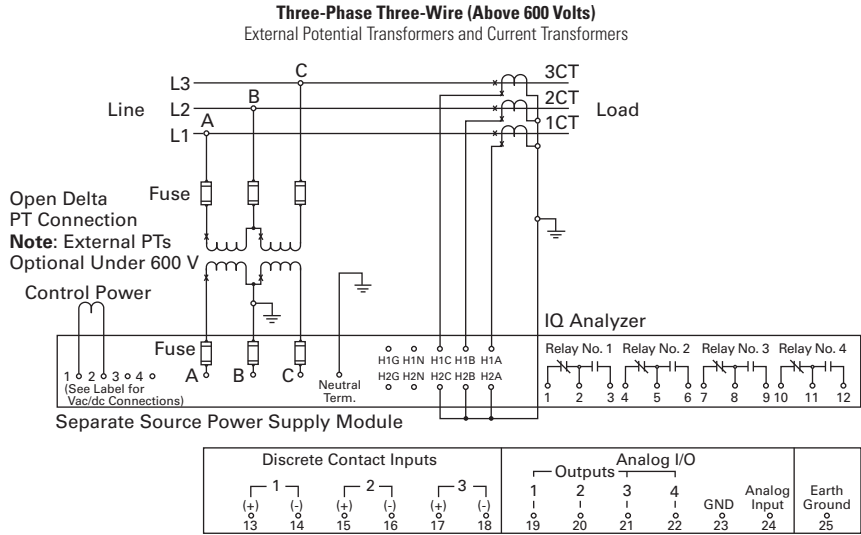 Three-Phase Three-Wire (Above 600 Volts)
External Potential Transformers and Current Transformers
C
3CT
L3
B
2CT
Line
L2
Load
A
1CT
L1
Fuse
Open Delta
PT Connection
Note: External PTs
Optional Under 600 V
Control Power
IQ Analyzer
Fuse
H1G H1N H1C H1B H1A
Relay No. 1 Relay No. 2 Relay No. 3 Relay No. 4
1 2 3 4
A B C
H2G H2N H2C H2B H2A
(See Label for
Vac/dc Connections)
Neutral
Term.
1 2 3 4 5 6 7 8 9 10 11 12
Separate Source Power Supply Module
Discrete Contact Inputs
Analog I/O
Outputs
1 2 3
1 2 3 4
Analog
Earth
(+) (-) (+) (-) (+) (-)
GND
Input
Ground
13 14 15 16 17 18 19 20 21 22 23 24 25